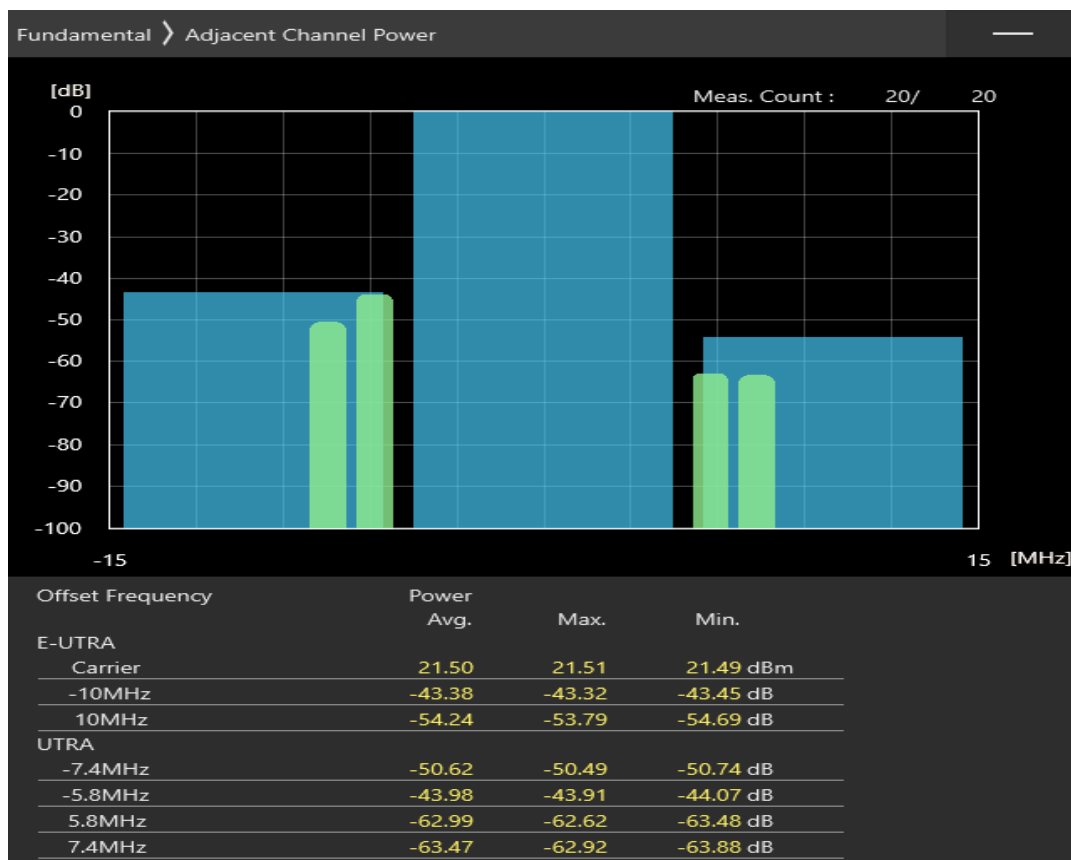 Fundamental ❯ Adjacent Channel Power
[dB]
Meas. Count : 20/ 20
0
-10
-20
-30
-40
-50
-60
-70
-80
-90
-100
-15 15 [MHz]
Offset Frequency Power
Avg. Max. Min.
E-UTRA
Carrier 21.50 21.51 21.49 dBm
-10MHz -43.38 -43.32 -43.45 dB
10MHz -54.24 -53.79 -54.69 dB
UTRA
-7.4MHz -50.62 -50.49 -50.74 dB
-5.8MHz -43.98 -43.91 -44.07 dB
5.8MHz -62.99 -62.62 -63.48 dB
7.4MHz -63.47 -62.92 -63.88 dB